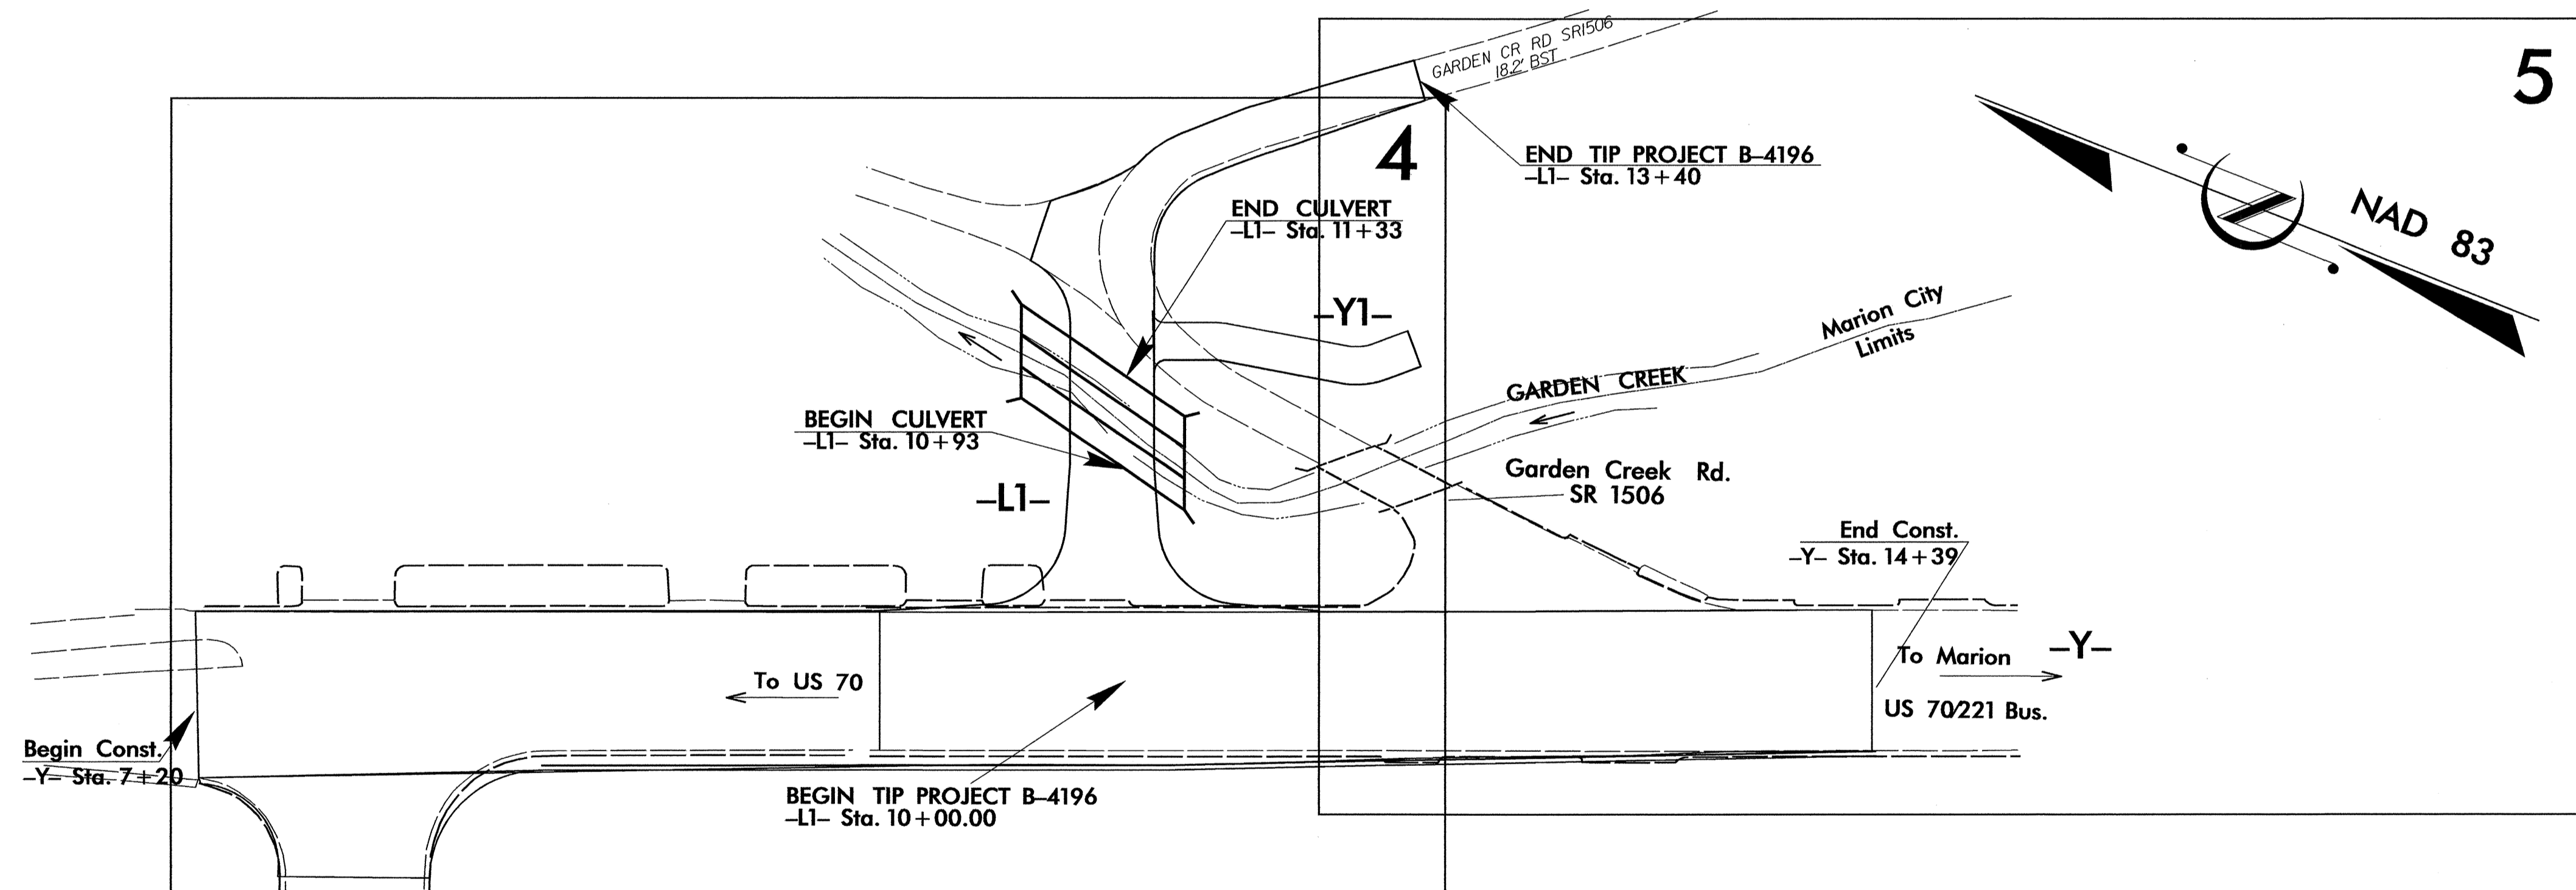 GARDEN CR RD SR1506
18.2' BST
5
4
END TIP PROJECT B-4196
-L1- Sta. 13+40
END CULVERT
-L1- Sta. 11+33
NAD 83
-Y1-
Marion City
Limits
GARDEN CREEK
BEGIN CULVERT
-L1- Sta. 10+93
Garden Creek Rd.
SR 1506
-L1-
End Const.
-Y- Sta. 14+39
To Marion
-Y-
To US 70
US 70/221 Bus.
Begin Const.
-Y- Sta. 7+20
BEGIN TIP PROJECT B-4196
-L1- Sta. 10+00.00